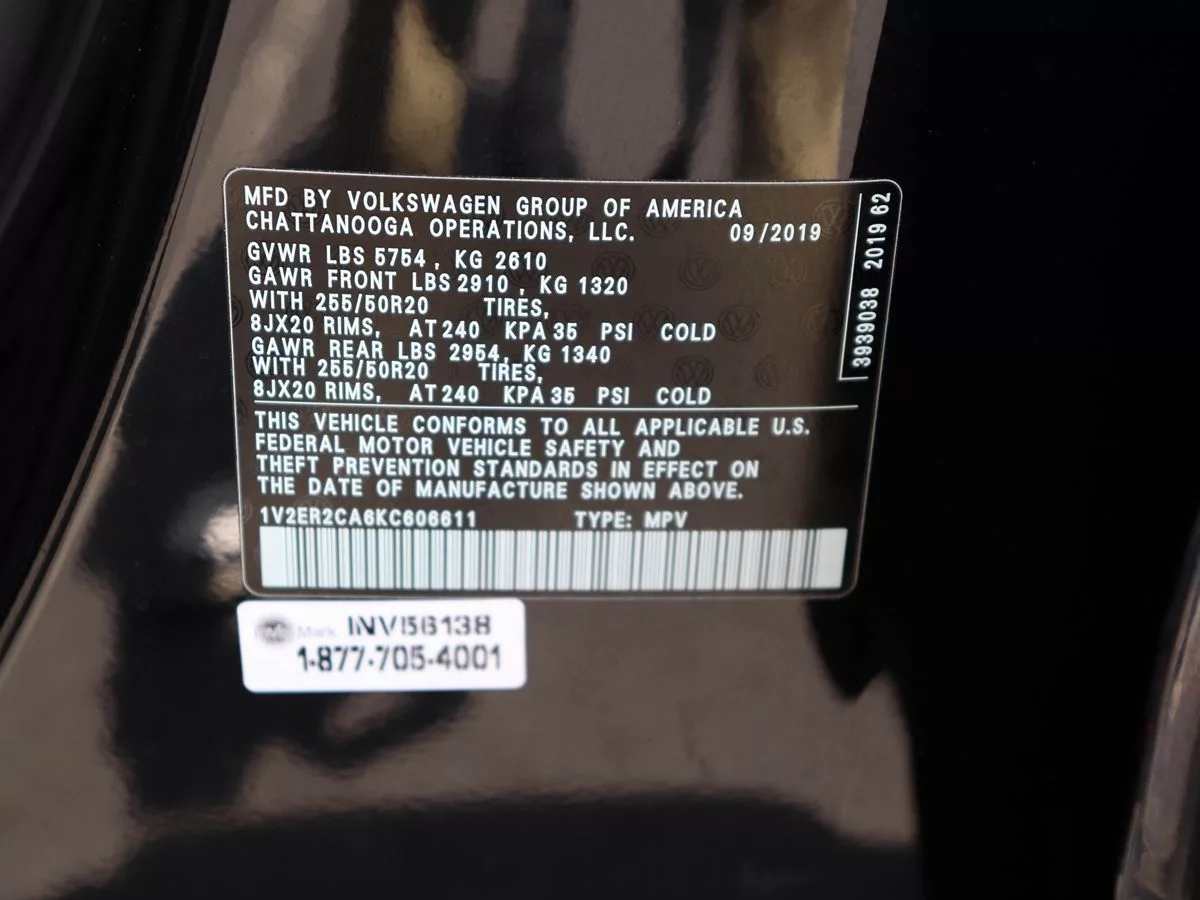 MFD BY VOLKSWAGEN GROUP OF AMERICA
CHATTANOOGA OPERATIONS, LLC. 09/2019
GVWR LBS 5754, KG 2610
GAWR FRONT LBS 2910, KG 1320
WITH 255/50R20 TIRES,
8JX20 RIMS, AT 240 KPA 35 PSI COLD
GAWR REAR LBS 2954, KG 1340
WITH 255/50R20 TIRES,
8JX20 RIMS, AT 240 KPA 35 PSI COLD
THIS VEHICLE CONFORMS TO ALL APPLICABLE U.S.
FEDERAL MOTOR VEHICLE SAFETY AND
THEFT PREVENTION STANDARDS IN EFFECT ON
THE DATE OF MANUFACTURE SHOWN ABOVE.
1V2ER2CA6KC606611 TYPE: MPV
3939038 2019 62
Mark. INV56138
1-877-705-4001